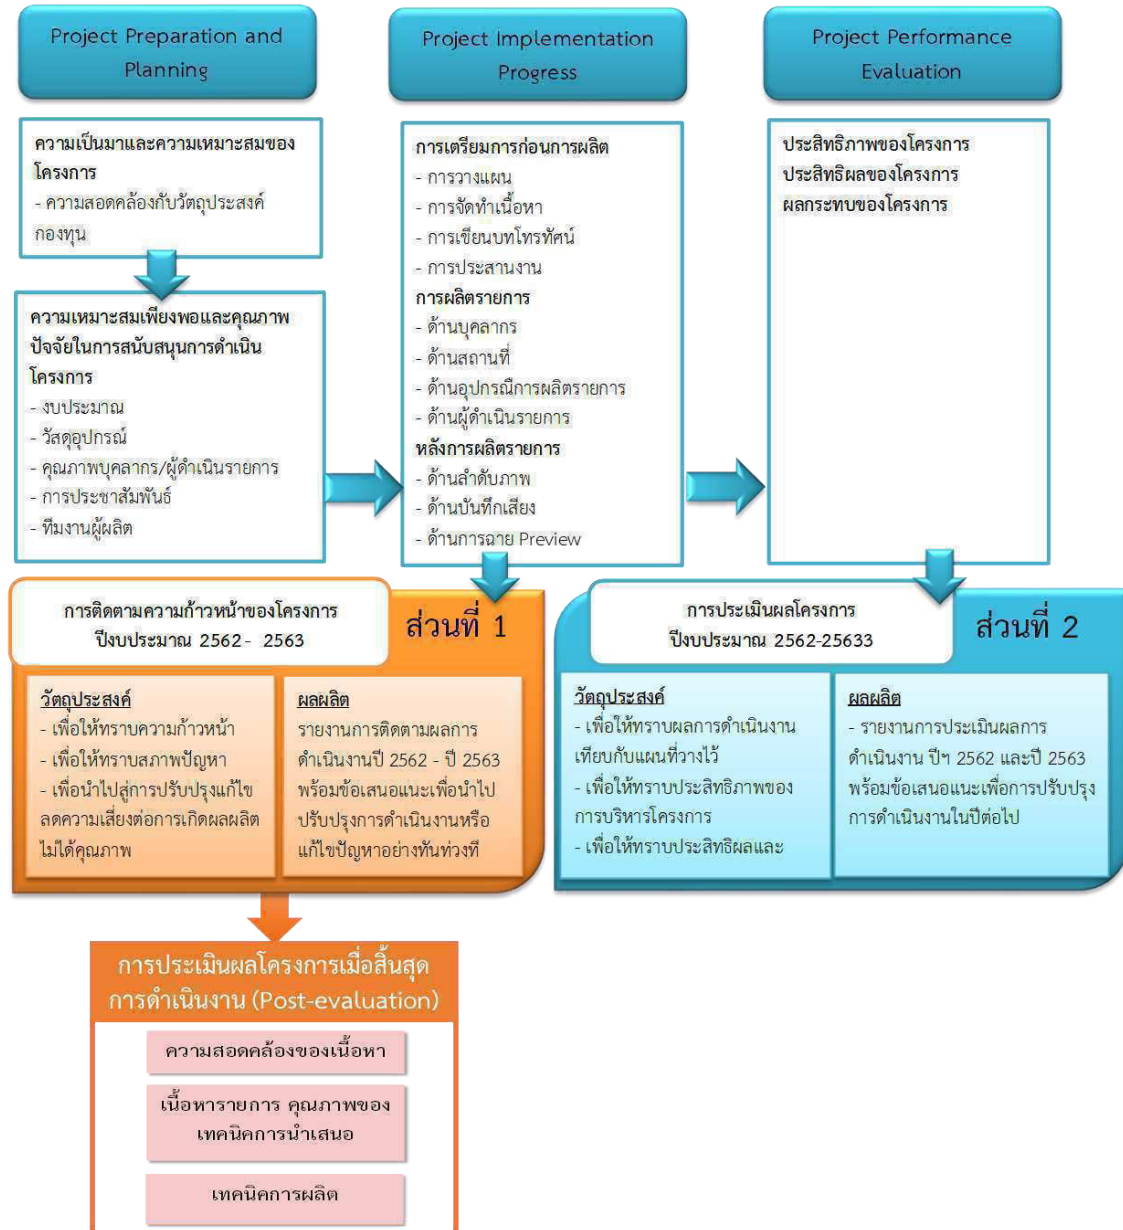 Project Preparation and
Planning
Project Implementation
Progress
Project Performance
Evaluation
ความเป็นมาและความเหมาะสมของ
โครงการ
- ความสอดคล้องกับวัตถุประสงค์
กองทุน
ความเหมาะสมเพียงพอและคุณภาพ
ปัจจัยในการสนับสนุนการดำเนิน
โครงการ
- งบประมาณ
- วัสดุอุปกรณ์
- คุณภาพบุคลากร/ผู้ดำเนินรายการ
- การประชาสัมพันธ์
- ทีมงานผู้ผลิต
การเตรียมการก่อนการผลิต
- การวางแผน
- การจัดทำเนื้อหา
- การเขียนบทโทรทัศน์
- การประสานงาน
การผลิตรายการ
- ด้านบุคลากร
- ด้านสถานที่
- ด้านอุปกรณ์การผลิตรายการ
- ด้านผู้ดำเนินรายการ
หลังการผลิตรายการ
- ด้านลำดับภาพ
- ด้านบันทึกเสียง
- ด้านการฉาย Preview
ประสิทธิภาพของโครงการ
ประสิทธิผลของโครงการ
ผลกระทบของโครงการ
การติดตามความก้าวหน้าของโครงการ
ปีงบประมาณ 2562 - 2563
ส่วนที่ 1
วัตถุประสงค์
- เพื่อให้ทราบความก้าวหน้า
- เพื่อให้ทราบสภาพปัญหา
- เพื่อนำไปสู่การปรับปรุงแก้ไข
ลดความเสี่ยงต่อการเกิดผลผลิต
ไม่ได้คุณภาพ
ผลผลิต
รายงานการติดตามผลการ
ดำเนินงานปี 2562 - ปี 2563
พร้อมข้อเสนอแนะเพื่อนำไป
ปรับปรุงการดำเนินงานหรือ
แก้ไขปัญหาอย่างทันท่วงที
การประเมินผลโครงการ
ปีงบประมาณ 2562-25633
ส่วนที่ 2
วัตถุประสงค์
- เพื่อให้ทราบผลการดำเนินงาน
เทียบกับแผนที่วางไว้
- เพื่อให้ทราบประสิทธิภาพของ
การบริหารโครงการ
- เพื่อให้ทราบประสิทธิผลและ
ผลผลิต
- รายงานการประเมินผลการ
ดำเนินงาน ปีฯ 2562 และปี 2563
พร้อมข้อเสนอแนะเพื่อการปรับปรุง
การดำเนินงานในปีต่อไป
การประเมินผลโครงการเมื่อสิ้นสุด
การดำเนินงาน (Post-evaluation)
ความสอดคล้องของเนื้อหา
เนื้อหารายการ คุณภาพของ
เทคนิคการนำเสนอ
เทคนิคการผลิต